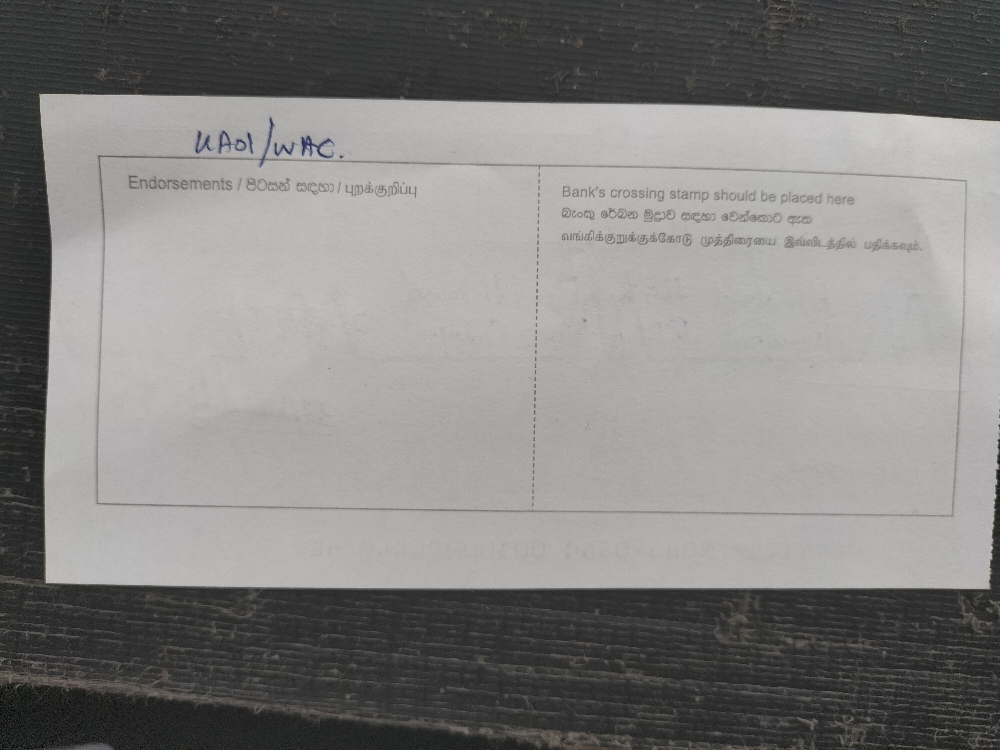 UA01/WAC.
Endorsements / පිටසන් සඳහා / புறக்குறிப்பு
Bank's crossing stamp should be placed here
බැංකු රේඛන මුද්‍රාව සඳහා වෙන්කොට ඇත
வங்கிக்குறுக்குக்கோடு முத்திரையை இவ்விடத்தில் பதிக்கவும்.